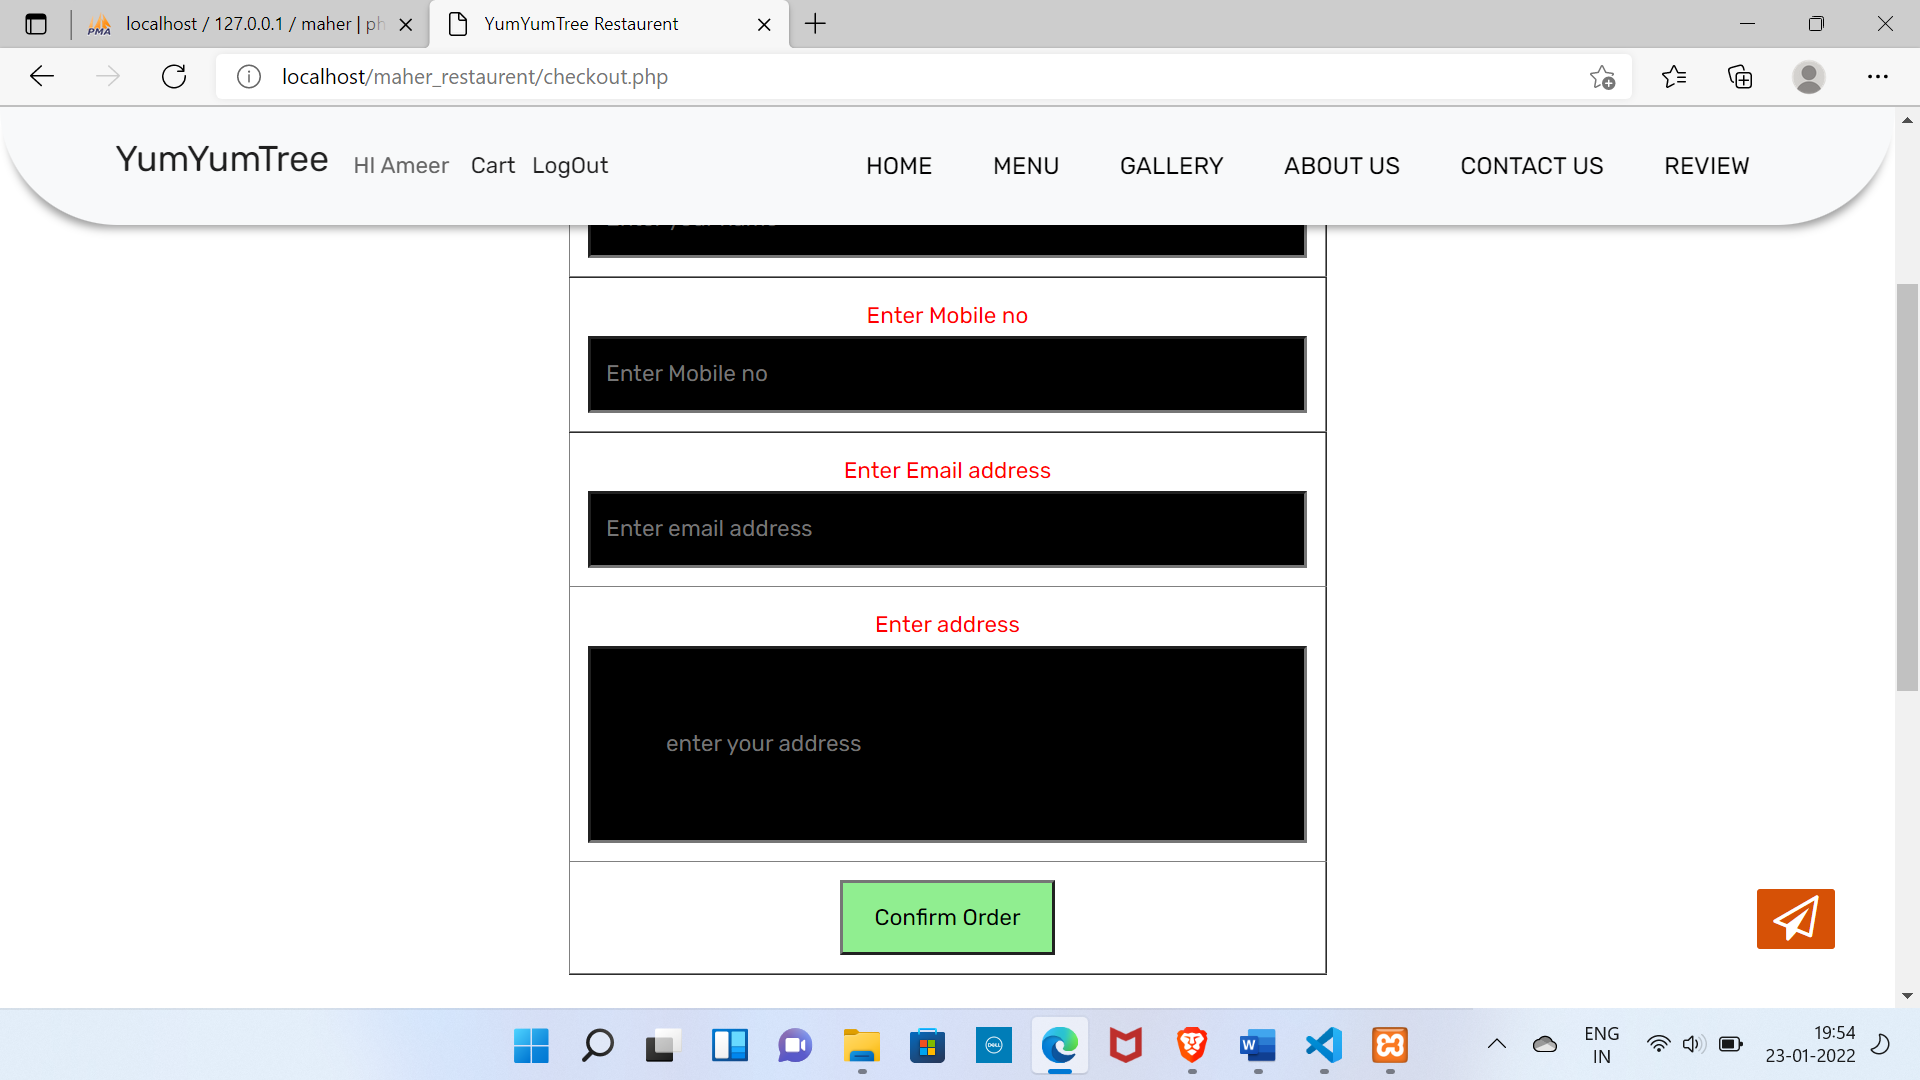 localhost / 127.0.0.1 / maher | ph
YumYumTree Restaurent
localhost/maher_restaurent/checkout.php
YumYumTree HI Ameer Cart LogOut HOME MENU GALLERY ABOUT US CONTACT US REVIEW
Enter Mobile no
Enter Mobile no
Enter Email address
Enter email address
Enter address
enter your address
Confirm Order
ENG
IN
19:54
23-01-2022